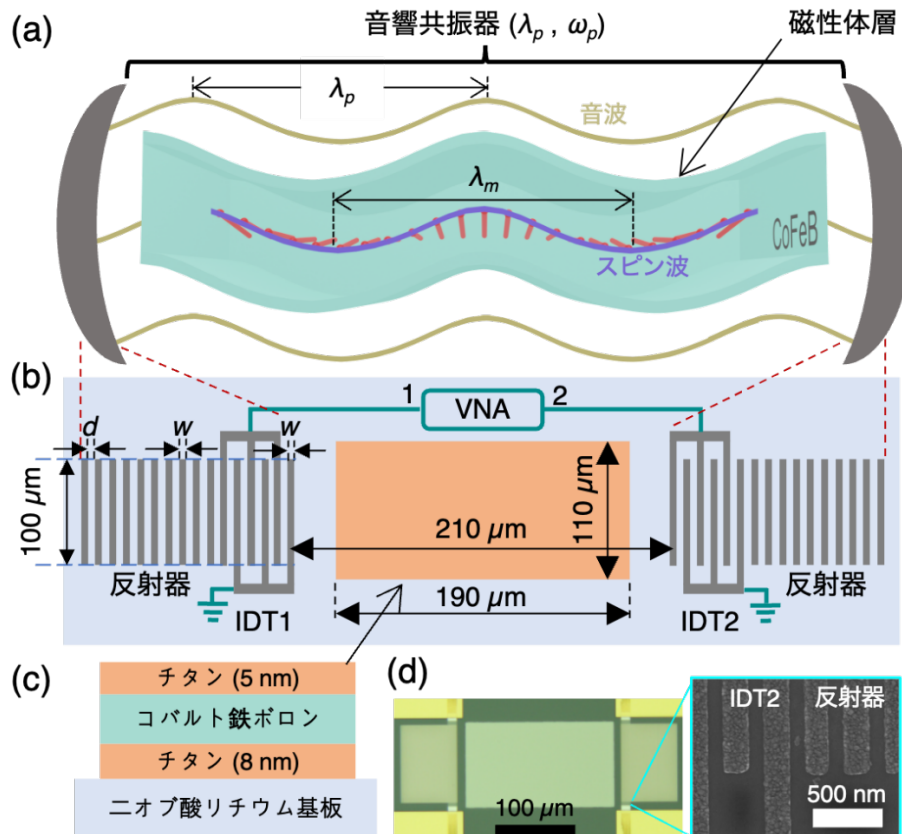 (a)
音響共振器 (λp , ωp)
磁性体層
λp
音波
λm
CoFeB
スピン波
(b)
1
VNA
2
d
w
w
100 µm
210 µm
110 µm
190 µm
反射器
IDT1
IDT2
反射器
(c)
チタン (5 nm)
コバルト鉄ボロン
チタン (8 nm)
ニオブ酸リチウム基板
(d)
100 µm
IDT2
反射器
500 nm